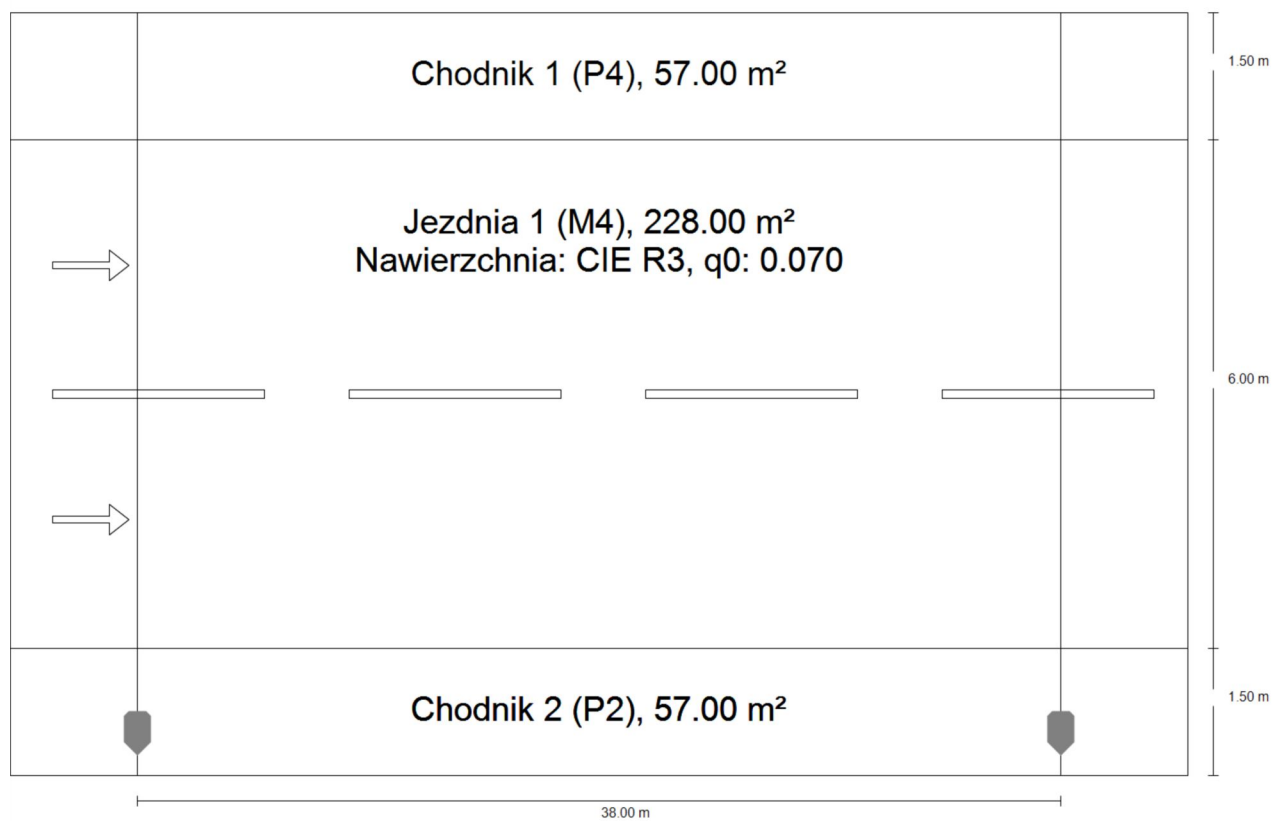 Chodnik 1 (P4), 57.00 m²
1.50 m
Jezdnia 1 (M4), 228.00 m²
Nawierzchnia: CIE R3, q0: 0.070
6.00 m
Chodnik 2 (P2), 57.00 m²
1.50 m
38.00 m